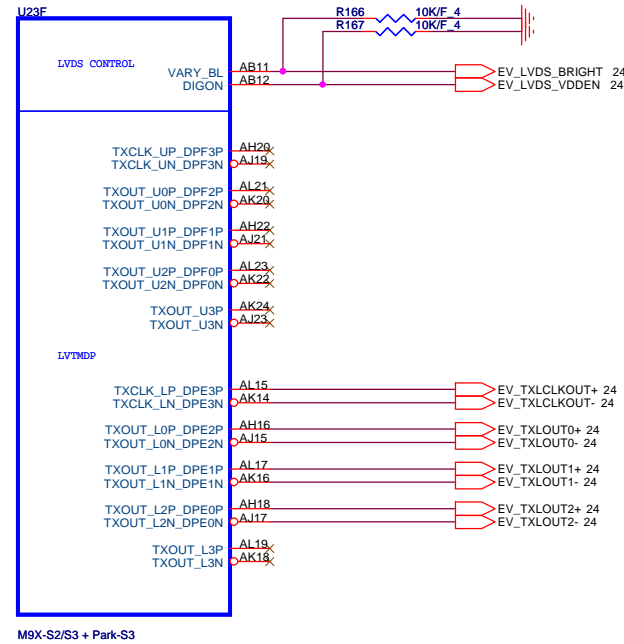 U23F
R166 10K/F_4
R167 10K/F_4
LVDS CONTROL
VARY_BL AB11 EV_LVDS_BRIGHT 24
DIGON AB12 EV_LVDS_VDDEN 24
TXCLK_UP_DPF3P AH20
TXCLK_UN_DPF3N AJ19
TXOUT_U0P_DPF2P AL21
TXOUT_U0N_DPF2N AK20
TXOUT_U1P_DPF1P AH22
TXOUT_U1N_DPF1N AJ21
TXOUT_U2P_DPF0P AL23
TXOUT_U2N_DPF0N AK22
TXOUT_U3P AK24
TXOUT_U3N AJ23
LVTMDP
TXCLK_LP_DPE3P AL15 EV_TXLCLKOUT+ 24
TXCLK_LN_DPE3N AK14 EV_TXLCLKOUT- 24
TXOUT_L0P_DPE2P AH16 EV_TXLOUT0+ 24
TXOUT_L0N_DPE2N AJ15 EV_TXLOUT0- 24
TXOUT_L1P_DPE1P AL17 EV_TXLOUT1+ 24
TXOUT_L1N_DPE1N AK16 EV_TXLOUT1- 24
TXOUT_L2P_DPE0P AH18 EV_TXLOUT2+ 24
TXOUT_L2N_DPE0N AJ17 EV_TXLOUT2- 24
TXOUT_L3P AL19
TXOUT_L3N AK18
M9X-S2/S3 + Park-S3